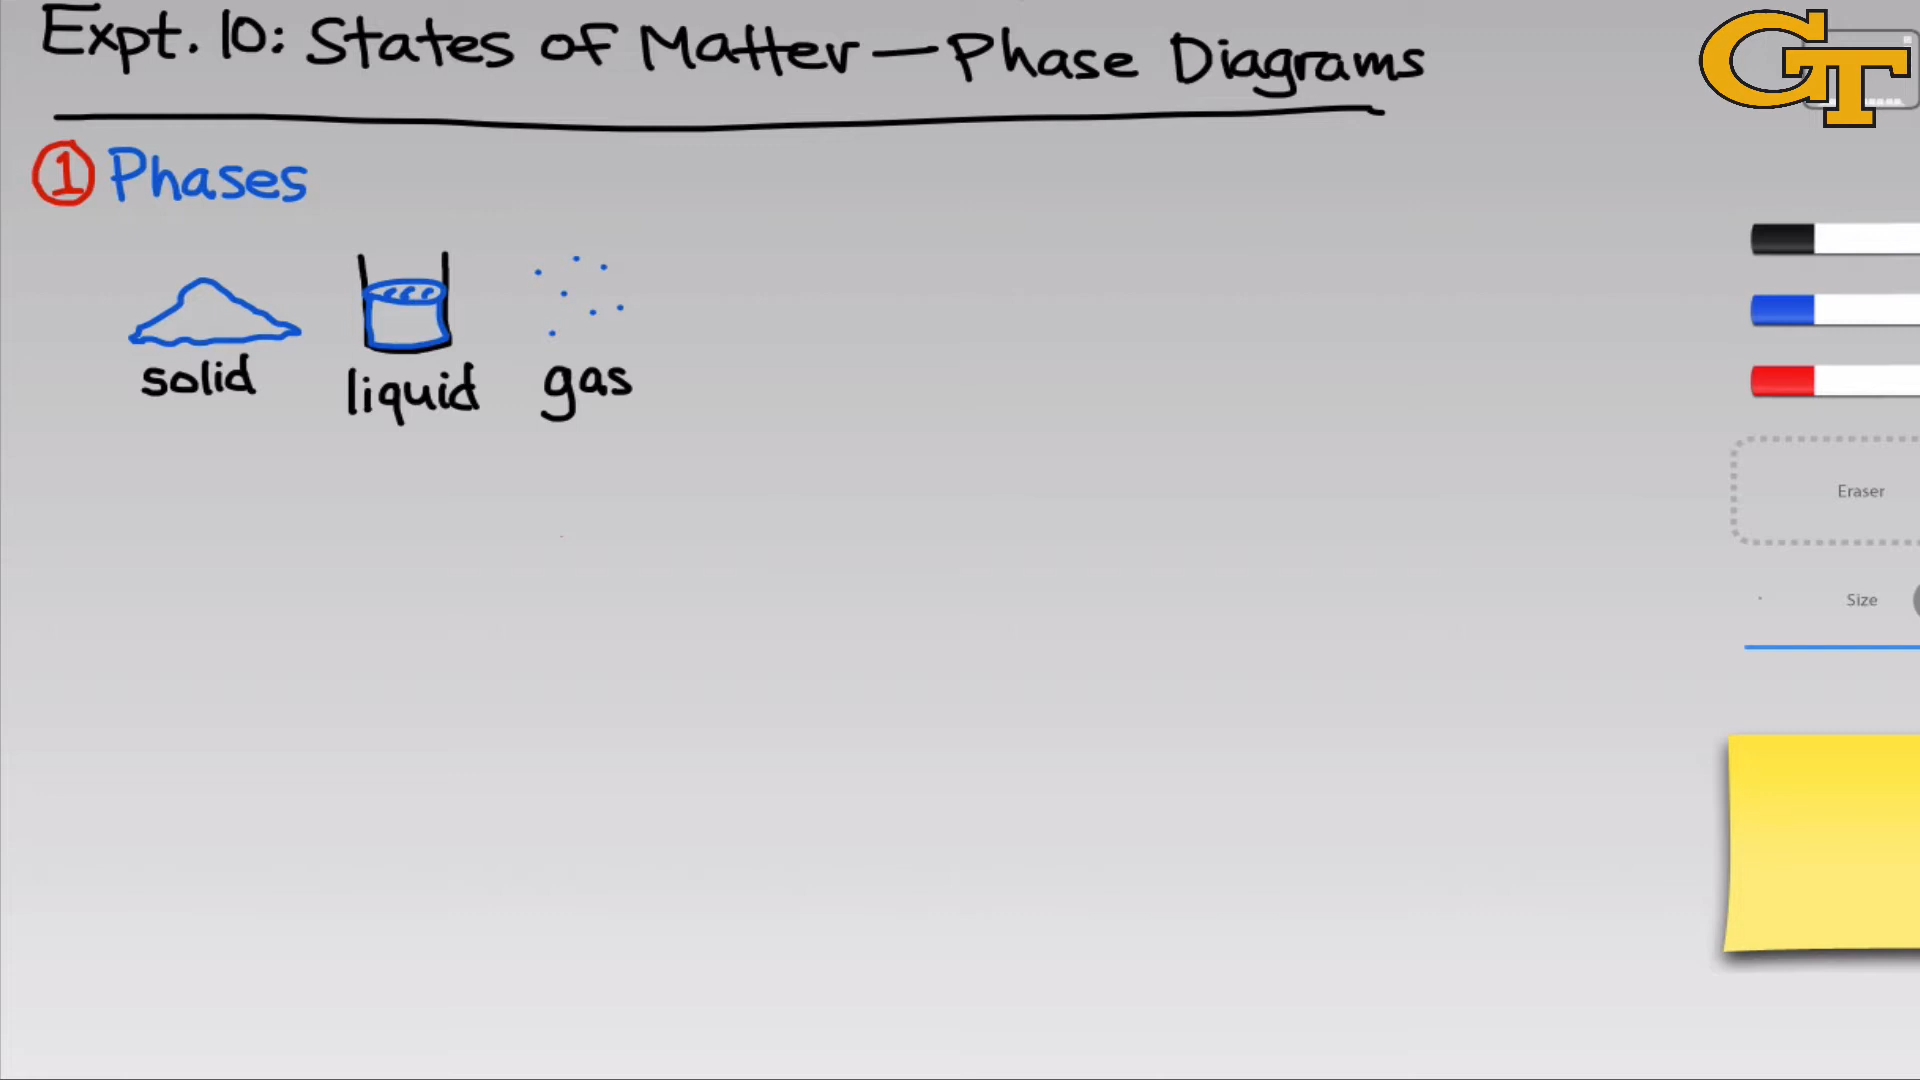 Expt. 10: States of Matter — Phase Diagrams
GT
① Phases
solid liquid gas
Eraser
Size